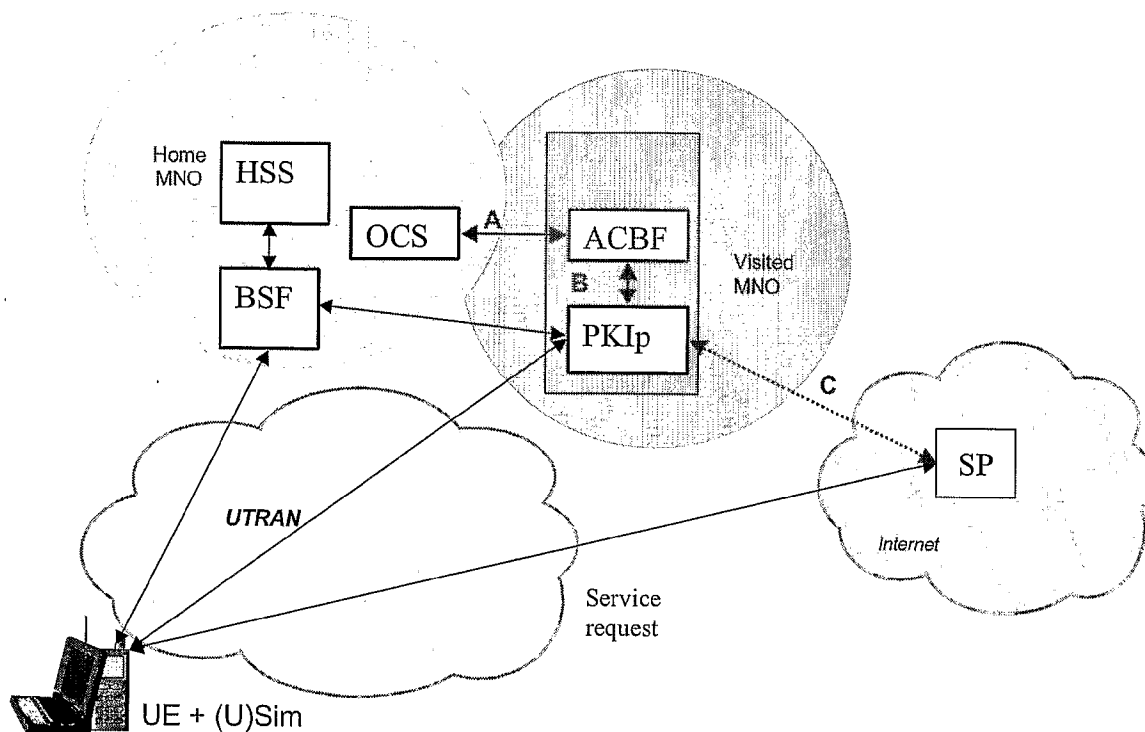 Home
MNO
HSS
OCS
A
ACBF
BSF
B
Visited
MNO
PKIp
C
SP
UTRAN
Internet
Service
request
UE + (U)Sim